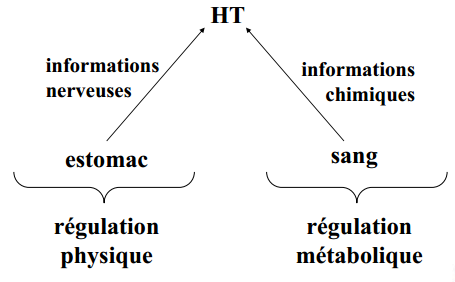 HT
informations
nerveuses
informations
chimiques
estomac
sang
régulation
physique
régulation
métabolique